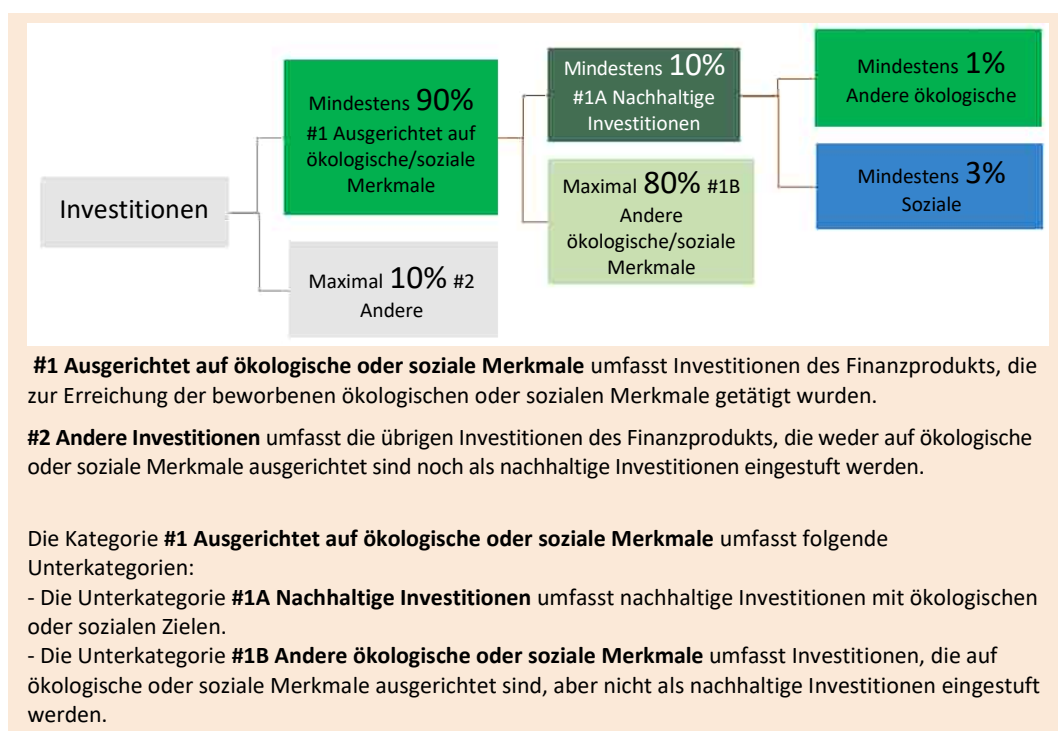 Investitionen
Mindestens 90%
#1 Ausgerichtet auf
ökologische/soziale
Merkmale
Maximal 10% #2
Andere
Mindestens 10%
#1A Nachhaltige
Investitionen
Maximal 80% #1B
Andere
ökologische/soziale
Merkmale
Mindestens 1%
Andere ökologische
Mindestens 3%
Soziale
#1 Ausgerichtet auf ökologische oder soziale Merkmale umfasst Investitionen des Finanzprodukts, die
zur Erreichung der beworbenen ökologischen oder sozialen Merkmale getätigt wurden.
#2 Andere Investitionen umfasst die übrigen Investitionen des Finanzprodukts, die weder auf ökologische
oder soziale Merkmale ausgerichtet sind noch als nachhaltige Investitionen eingestuft werden.
Die Kategorie #1 Ausgerichtet auf ökologische oder soziale Merkmale umfasst folgende
Unterkategorien:
- Die Unterkategorie #1A Nachhaltige Investitionen umfasst nachhaltige Investitionen mit ökologischen
oder sozialen Zielen.
- Die Unterkategorie #1B Andere ökologische oder soziale Merkmale umfasst Investitionen, die auf
ökologische oder soziale Merkmale ausgerichtet sind, aber nicht als nachhaltige Investitionen eingestuft
werden.